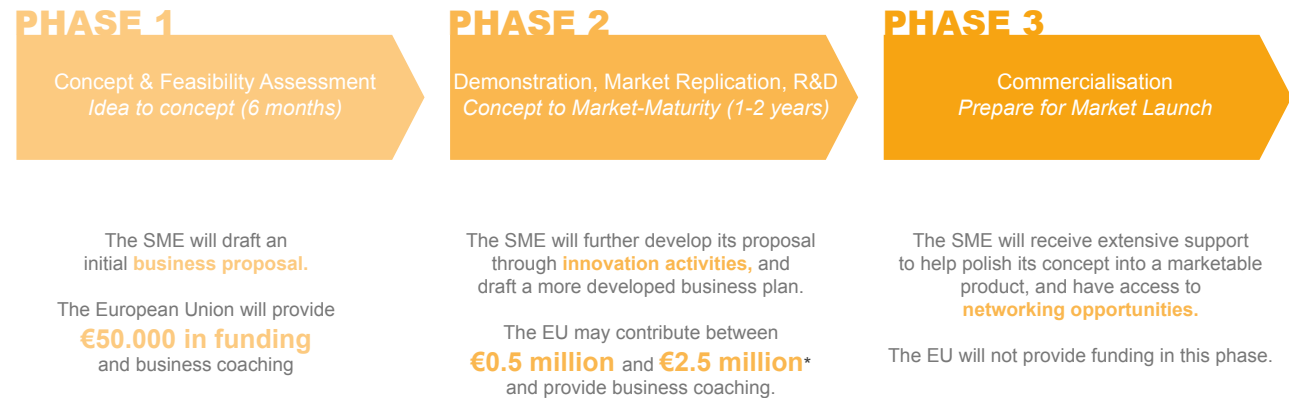 PHASE 1
Concept & Feasibility Assessment
Idea to concept (6 months)
The SME will draft an
initial business proposal.
The European Union will provide
€50.000 in funding
and business coaching
PHASE 2
Demonstration, Market Replication, R&D
Concept to Market-Maturity (1-2 years)
The SME will further develop its proposal
through innovation activities, and
draft a more developed business plan.
The EU may contribute between
€0.5 million and €2.5 million*
and provide business coaching.
PHASE 3
Commercialisation
Prepare for Market Launch
The SME will receive extensive support
to help polish its concept into a marketable
product, and have access to
networking opportunities.
The EU will not provide funding in this phase.